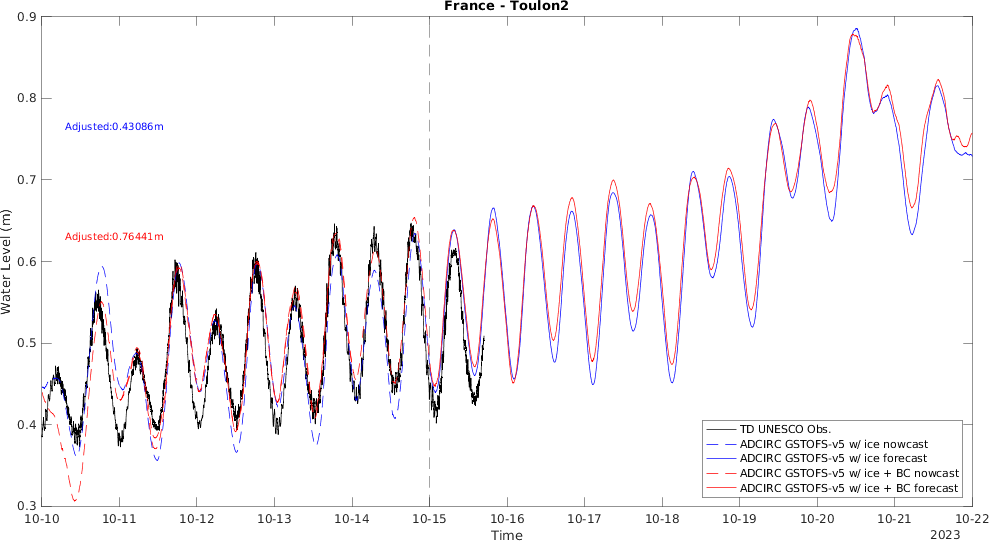 France - Toulon2
0.9
0.8
0.7
0.6
0.5
0.4
0.3
Water Level (m)
Adjusted:0.43086m
Adjusted:0.76441m
TD UNESCO Obs.
ADCIRC GSTOFS-v5 w/ ice nowcast
ADCIRC GSTOFS-v5 w/ ice forecast
ADCIRC GSTOFS-v5 w/ ice + BC nowcast
ADCIRC GSTOFS-v5 w/ ice + BC forecast
10-10 10-11 10-12 10-13 10-14 10-15 10-16 10-17 10-18 10-19 10-20 10-21 10-22
Time
2023